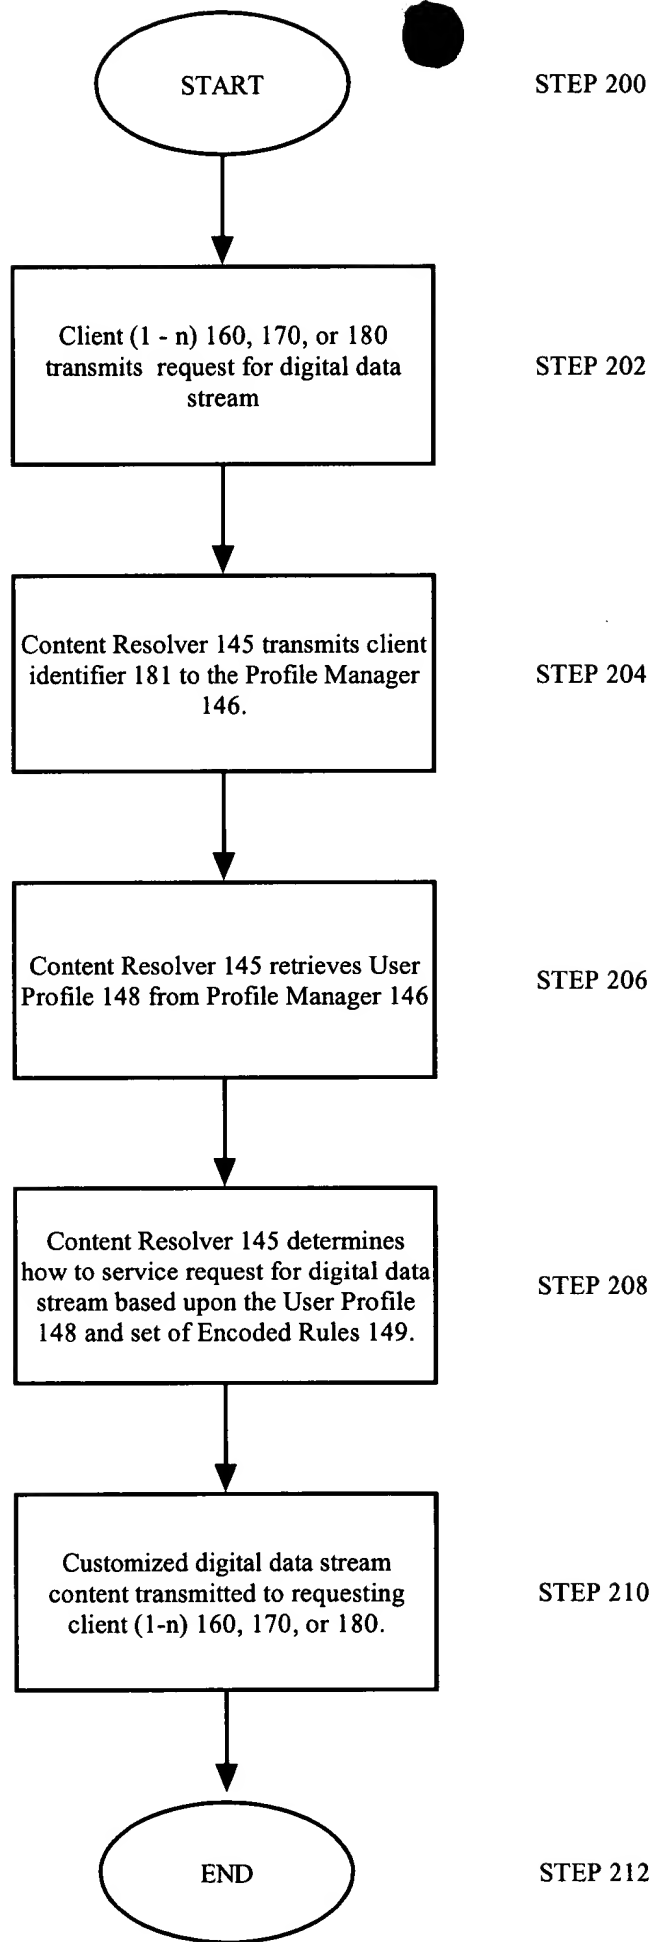 START
STEP 200
Client (1 - n) 160, 170, or 180
transmits request for digital data
stream
STEP 202
Content Resolver 145 transmits client
identifier 181 to the Profile Manager
146.
STEP 204
Content Resolver 145 retrieves User
Profile 148 from Profile Manager 146
STEP 206
Content Resolver 145 determines
how to service request for digital data
stream based upon the User Profile
148 and set of Encoded Rules 149.
STEP 208
Customized digital data stream
content transmitted to requesting
client (1-n) 160, 170, or 180.
STEP 210
END
STEP 212